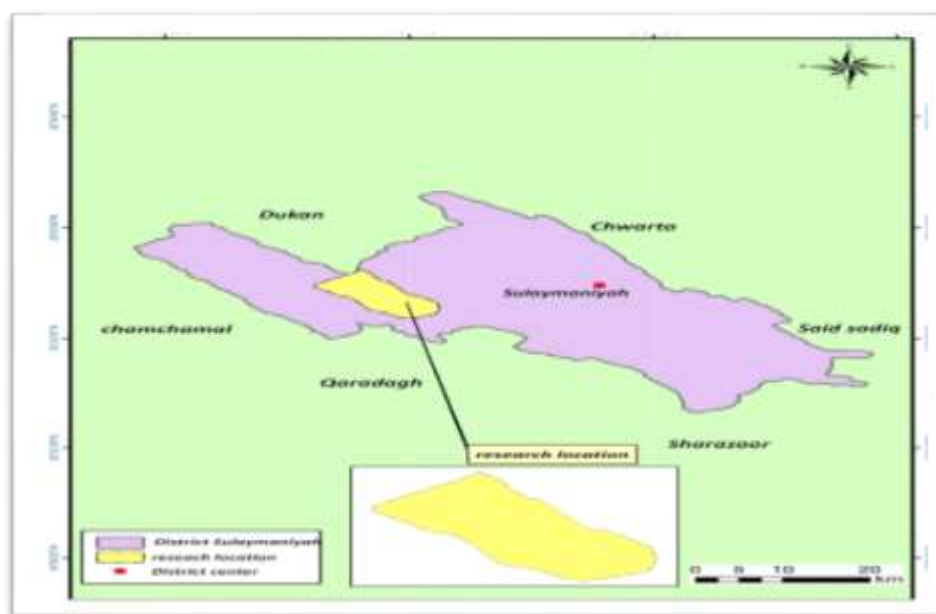 Dukan
Chwarta
Sulaymaniyah
chamchamal
Said sadiq
Qaradagh
Sharazoor
research location
District Sulaymaniyah
reseach location
District center
0 5 10 20
km